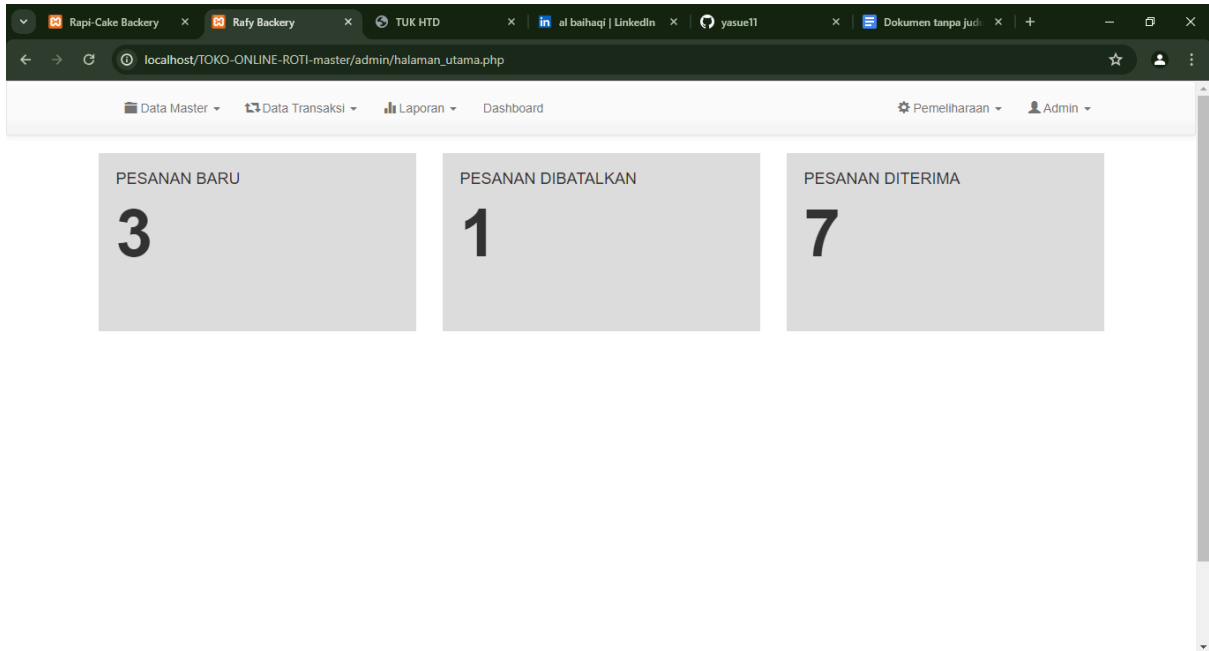 Rapi-Cake Backery
Rafy Backery
TUK HTD
in al baihaqi | LinkedIn
yasue11
Dokumen tanpa judu
localhost/TOKO-ONLINE-ROTI-master/admin/halaman_utama.php
Data Master
Data Transaksi
Laporan
Dashboard
Pemeliharaan
Admin
PESANAN BARU
3
PESANAN DIBATALKAN
1
PESANAN DITERIMA
7